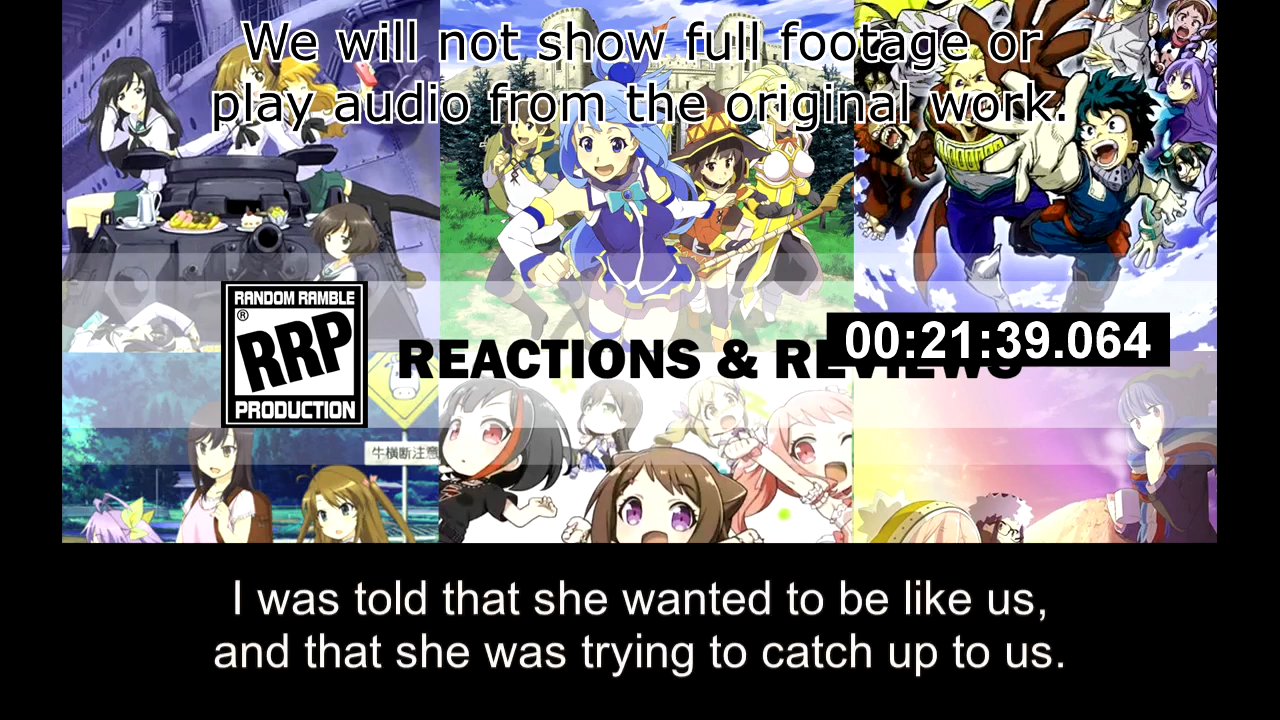 We will not show full footage or
play audio from the original work.
RANDOM RAMBLE
®
RRP
PRODUCTION
REACTIONS & REVIEWS
00:21:39.064
牛横断注意
I was told that she wanted to be like us,
and that she was trying to catch up to us.